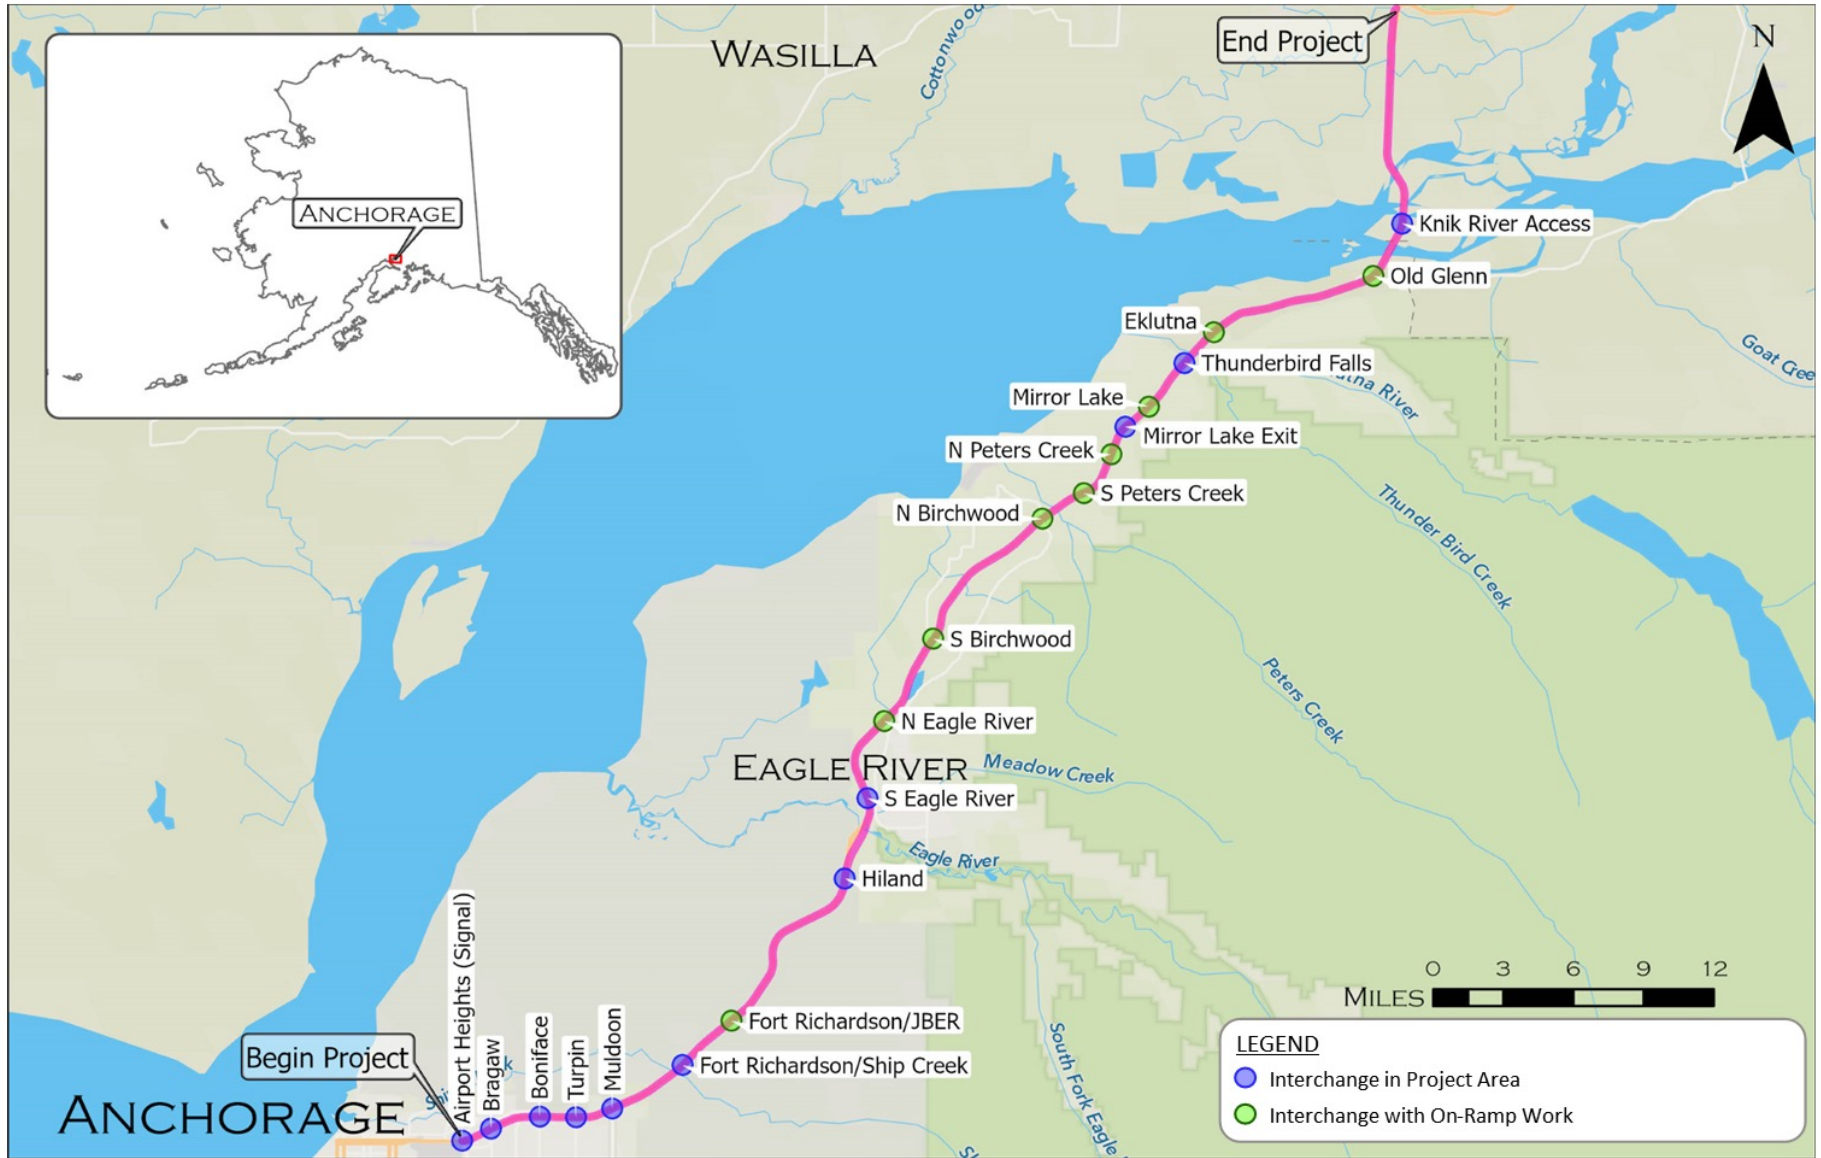 WASILLA
Cottonwood
End Project
N
ANCHORAGE
Knik River Access
Old Glenn
Eklutna
Thunderbird Falls
Goat Cree
utna River
Mirror Lake
Mirror Lake Exit
N Peters Creek
S Peters Creek
N Birchwood
Thunder Bird Creek
S Birchwood
Peters Creek
N Eagle River
EAGLE RIVER
Meadow Creek
S Eagle River
Eagle River
Hiland
Airport Heights (Signal)
Bragaw
Boniface
Turpin
Muldoon
Fort Richardson/JBER
Fort Richardson/Ship Creek
South Fork Eagle
Begin Project
ANCHORAGE
0 3 6 9 12
MILES
LEGEND
Interchange in Project Area
Interchange with On-Ramp Work